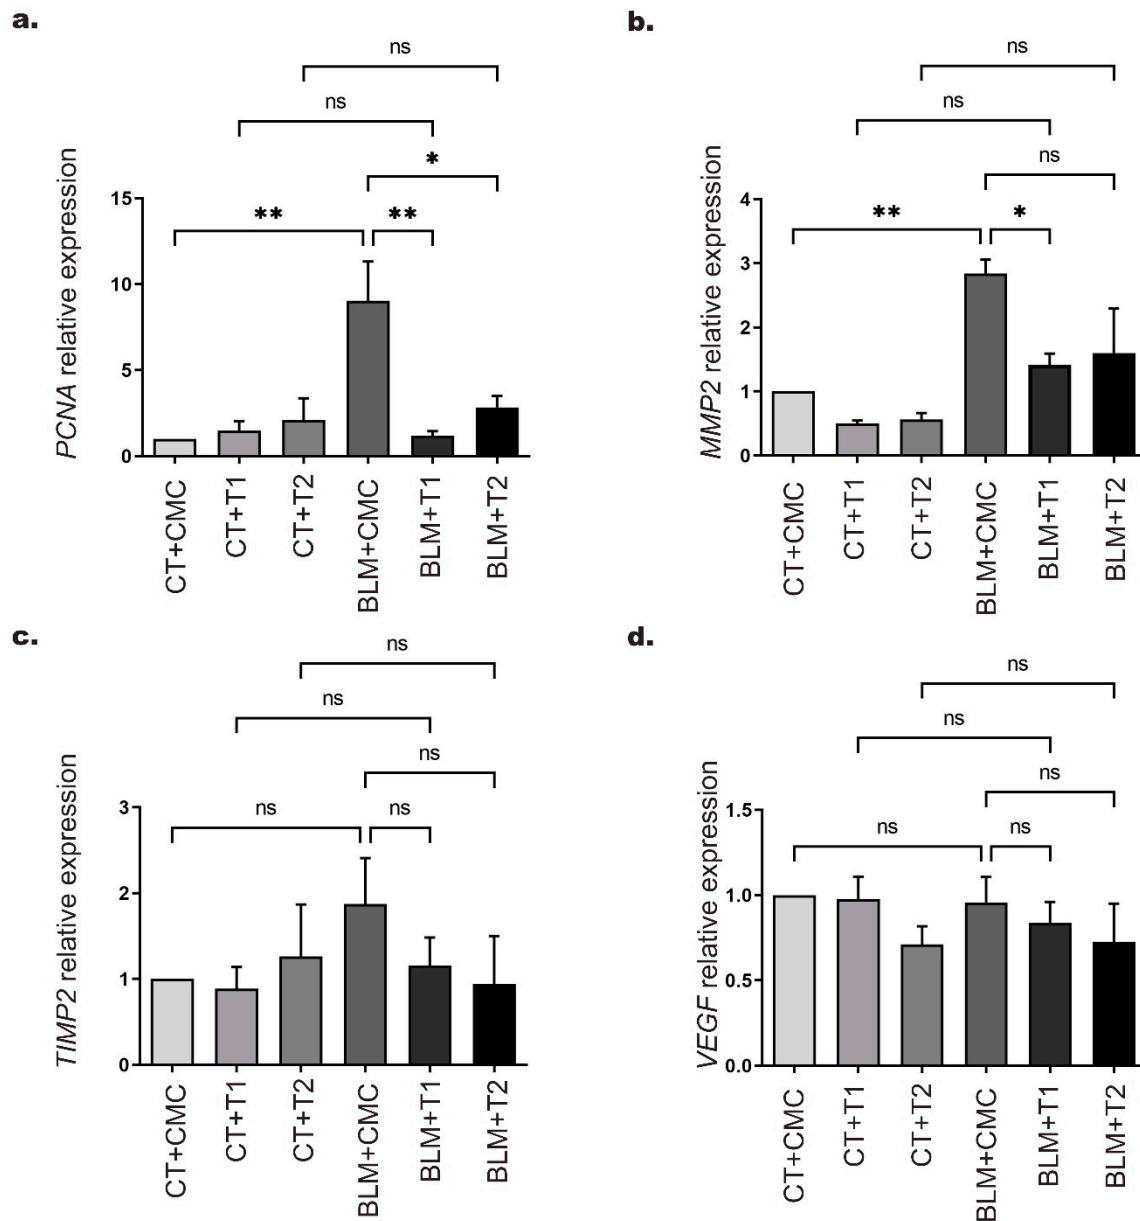 a.
ns
ns
*
** **
PCNA relative expression
15
10
5
0
CT+CMC
CT+T1
CT+T2
BLM+CMC
BLM+T1
BLM+T2
b.
ns
ns
ns
** *
MMP2 relative expression
4
3
2
1
0
CT+CMC
CT+T1
CT+T2
BLM+CMC
BLM+T1
BLM+T2
c.
ns
ns
ns
ns ns
TIMP2 relative expression
3
2
1
0
CT+CMC
CT+T1
CT+T2
BLM+CMC
BLM+T1
BLM+T2
d.
ns
ns
ns
ns ns
VEGF relative expression
1.5
1.0
0.5
0.0
CT+CMC
CT+T1
CT+T2
BLM+CMC
BLM+T1
BLM+T2